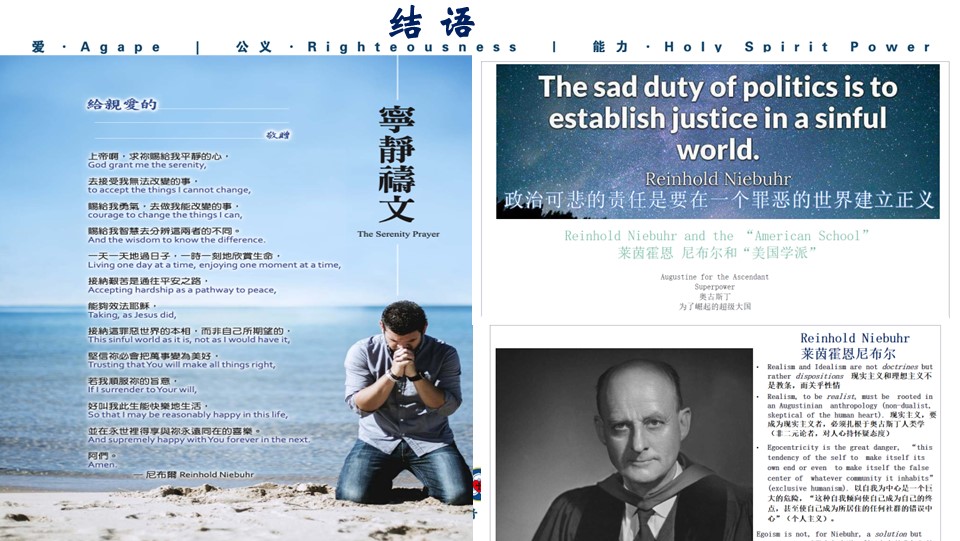 结 语
爱 · Agape | 公 义 · Righteousness | 能 力 · Holy Spirit Power
給親愛的
敬贈
上帝啊，求祢賜給我平靜的心，
God grant me the serenity,
去接受我無法改變的事，
to accept the things I cannot change,
賜給我勇氣，去做我能改變的事，
courage to change the things I can,
賜給我智慧去分辨這兩者的不同。
And the wisdom to know the difference.
一天一天地過日子，一時一刻地欣賞生命，
Living one day at a time, enjoying one moment at a time,
接納艱苦是通往平安之路，
Accepting hardship as a pathway to peace,
能夠效法耶穌，
Taking, as Jesus did,
接納這罪惡世界的本相，而非自己所期望的，
This sinful world as it is, not as I would have it,
堅信祢必會把萬事變為美好，
Trusting that You will make all things right,
若我順服祢的旨意，
If I surrender to Your will,
好叫我此生能快樂地生活，
So that I may be reasonably happy in this life,
並在永世裡得享與祢永遠同在的喜樂。
And supremely happy with You forever in the next.
阿們。
Amen.
— 尼布爾 Reinhold Niebuhr
寧靜禱文
The Serenity Prayer
The sad duty of politics is to
establish justice in a sinful
world.
Reinhold Niebuhr
政治可悲的责任是要在一个罪恶的世界建立正义
Reinhold Niebuhr and the “American School”
莱茵霍恩 尼布尔和“美国学派”
Augustine for the Ascendant
Superpower
奥古斯丁
为了崛起的超级大国
Reinhold Niebuhr
莱茵霍恩尼布尔
• Realism and Idealism are not doctrines but
rather dispositions 现实主义和理想主义不
是教条，而关乎性情
• Realism, to be realist, must be rooted in
an Augustinian anthropology (non-dualist,
skeptical of the human heart). 现实主义，要
成为现实主义者，必须扎根于奥古斯丁人类学
（非二元论者，对人心持怀疑态度）
• Egocentricity is the great danger, “this
tendency of the self to make itself its
own end or even to make itself the false
center of whatever community it inhabits”
(exclusive humanism). 以自我为中心是一个巨
大的危险，“这种自我倾向使自己成为自己的终
点，甚至使自己成为所居住的任何社群的错误中
心”（个人主义）。
Egoism is not, for Niebuhr, a solution but